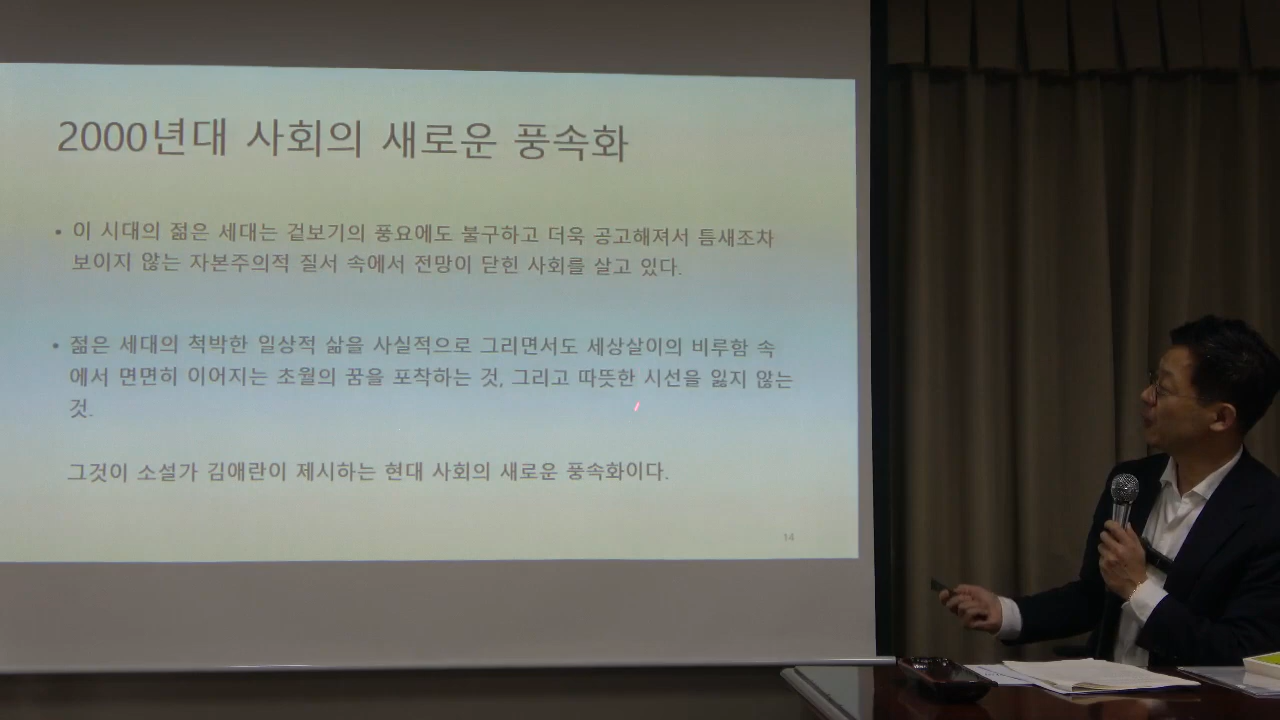 2000년대 사회의 새로운 풍속화
▪ 이 시대의 젊은 세대는 겉보기의 풍요에도 불구하고 더욱 공고해져서 틈새조차
보이지 않는 자본주의적 질서 속에서 전망이 닫힌 사회를 살고 있다.
▪ 젊은 세대의 척박한 일상적 삶을 사실적으로 그리면서도 세상살이의 비루함 속
에서 면면히 이어지는 초월의 꿈을 포착하는 것, 그리고 따뜻한 시선을 잃지 않는
것.
그것이 소설가 김애란이 제시하는 현대 사회의 새로운 풍속화이다.
14